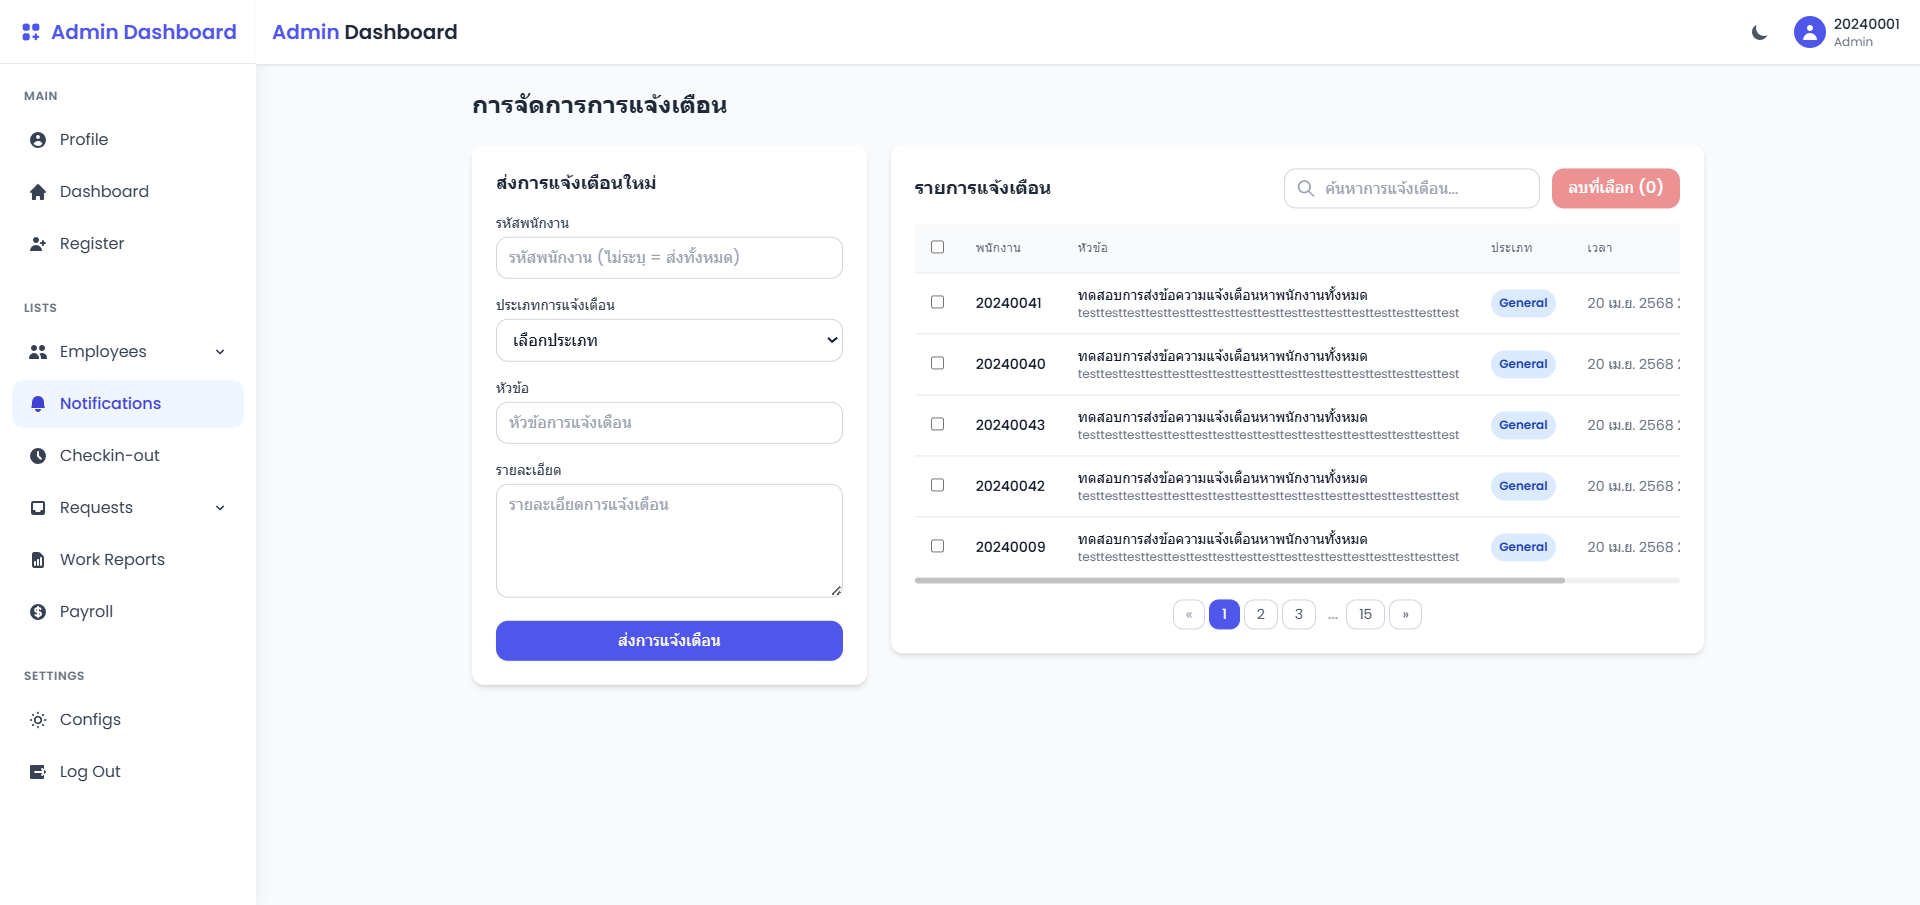 Admin Dashboard
Admin Dashboard
20240001
Admin
MAIN
Profile
Dashboard
Register
LISTS
Employees
Notifications
Checkin-out
Requests
Work Reports
Payroll
SETTINGS
Configs
Log Out
การจัดการการแจ้งเตือน
ส่งการแจ้งเตือนใหม่
รหัสพนักงาน
รหัสพนักงาน (ไม่ระบุ = ส่งทั้งหมด)
ประเภทการแจ้งเตือน
เลือกประเภท
หัวข้อ
หัวข้อการแจ้งเตือน
รายละเอียด
รายละเอียดการแจ้งเตือน
ส่งการแจ้งเตือน
รายการแจ้งเตือน
ค้นหาการแจ้งเตือน...
ลบที่เลือก (0)
พนักงาน หัวข้อ ประเภท เวลา
20240041 ทดสอบการส่งข้อความแจ้งเตือนหาพนักงานทั้งหมด General 20 เม.ย. 2568
testtesttesttesttesttesttesttesttesttesttesttesttesttesttesttesttesttest
20240040 ทดสอบการส่งข้อความแจ้งเตือนหาพนักงานทั้งหมด General 20 เม.ย. 2568
testtesttesttesttesttesttesttesttesttesttesttesttesttesttesttesttesttest
20240043 ทดสอบการส่งข้อความแจ้งเตือนหาพนักงานทั้งหมด General 20 เม.ย. 2568
testtesttesttesttesttesttesttesttesttesttesttesttesttesttesttesttesttest
20240042 ทดสอบการส่งข้อความแจ้งเตือนหาพนักงานทั้งหมด General 20 เม.ย. 2568
testtesttesttesttesttesttesttesttesttesttesttesttesttesttesttesttesttest
20240009 ทดสอบการส่งข้อความแจ้งเตือนหาพนักงานทั้งหมด General 20 เม.ย. 2568
testtesttesttesttesttesttesttesttesttesttesttesttesttesttesttesttesttest
« 1 2 3 ... 15 »